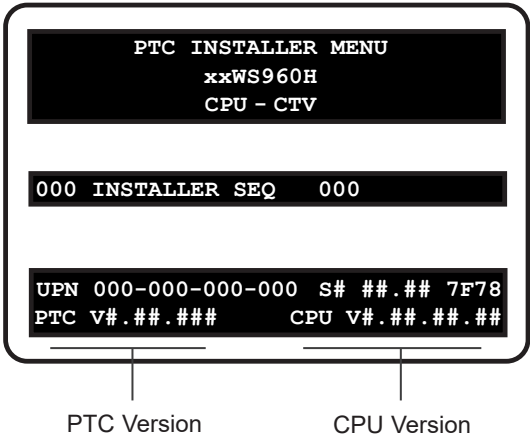 PTC INSTALLER MENU
xxWS960H
CPU – CTV
000 INSTALLER SEQ 000
UPN 000-000-000-000 S# ##.## 7F78
PTC V#.##.### CPU V#.##.##.##
PTC Version CPU Version